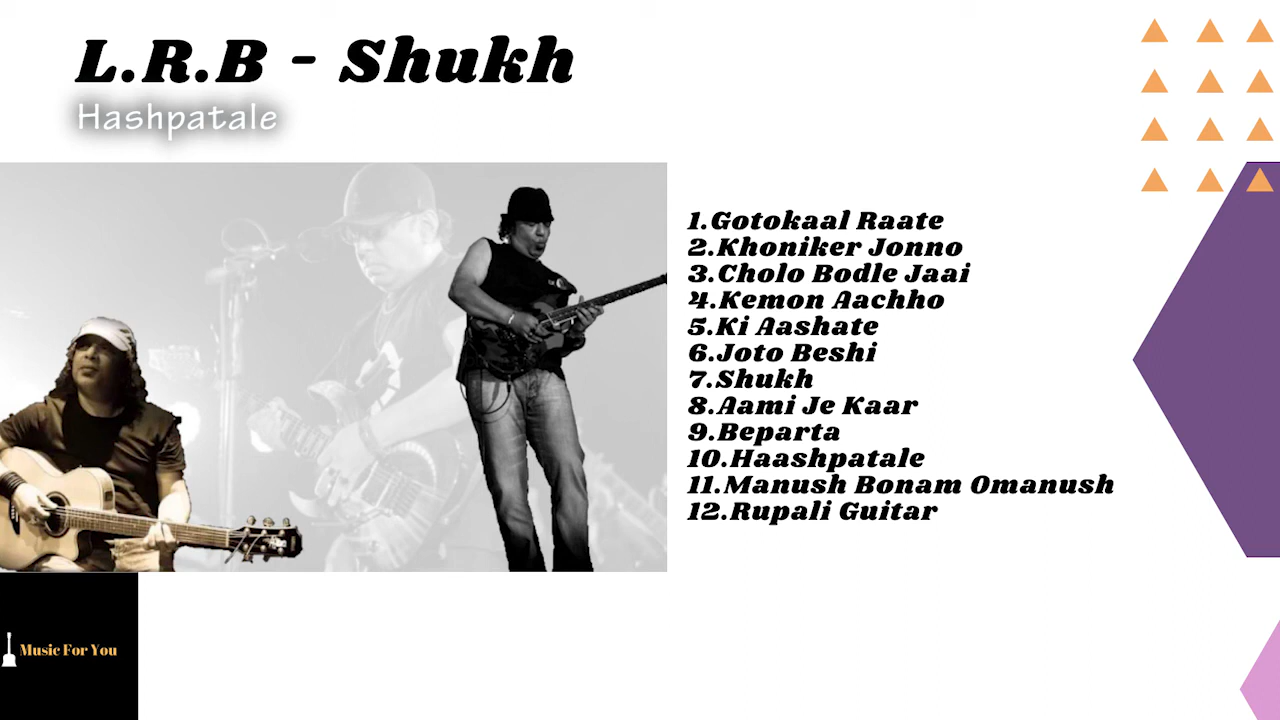 L.R.B - Shukh
Hashpatale
1.Gotokaal Raate
2.Khoniker Jonno
3.Cholo Bodle Jaai
4.Kemon Aachho
5.Ki Aashate
6.Joto Beshi
7.Shukh
8.Aami Je Kaar
9.Beparta
10.Haashpatale
11.Manush Bonam Omanush
12.Rupali Guitar
Music For You